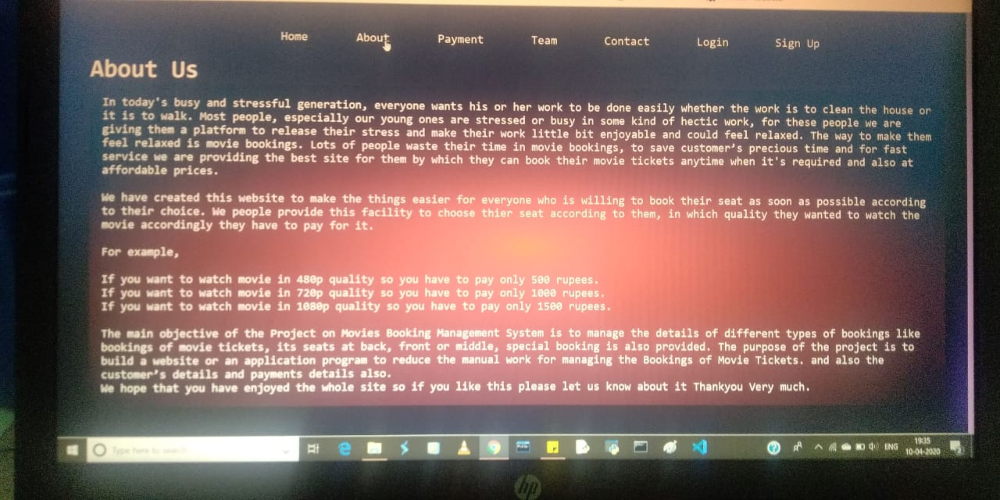 Home About Payment Team Contact Login Sign Up
About Us
In today's busy and stressful generation, everyone wants his or her work to be done easily whether the work is to clean the house or
it is to walk. Most people, especially our young ones are stressed or busy in some kind of hectic work, for these people we are
giving them a platform to release their stress and make their work little bit enjoyable and could feel relaxed. The way to make them
feel relaxed is movie bookings. Lots of people waste their time in movie bookings, to save customer's precious time and for fast
service we are providing the best site for them by which they can book their movie tickets anytime when it's required and also at
affordable prices.
We have created this website to make the things easier for everyone who is willing to book their seat as soon as possible according
to their choice. We people provide this facility to choose thier seat according to them, in which quality they wanted to watch the
movie accordingly they have to pay for it.
For example,
If you want to watch movie in 480p quality so you have to pay only 500 rupees.
If you want to watch movie in 720p quality so you have to pay only 1000 rupees.
If you want to watch movie in 1080p quality so you have to pay only 1500 rupees.
The main objective of the Project on Movies Booking Management System is to manage the details of different types of bookings like
bookings of movie tickets, its seats at back, front or middle, special booking is also provided. The purpose of the project is to
build a website or an application program to reduce the manual work for managing the Bookings of Movie Tickets. and also the
customer's details and payments details also.
We hope that you have enjoyed the whole site so if you like this please let us know about it Thankyou Very much.
Type here to search
ENG
19:35
10-04-2020
2
hp